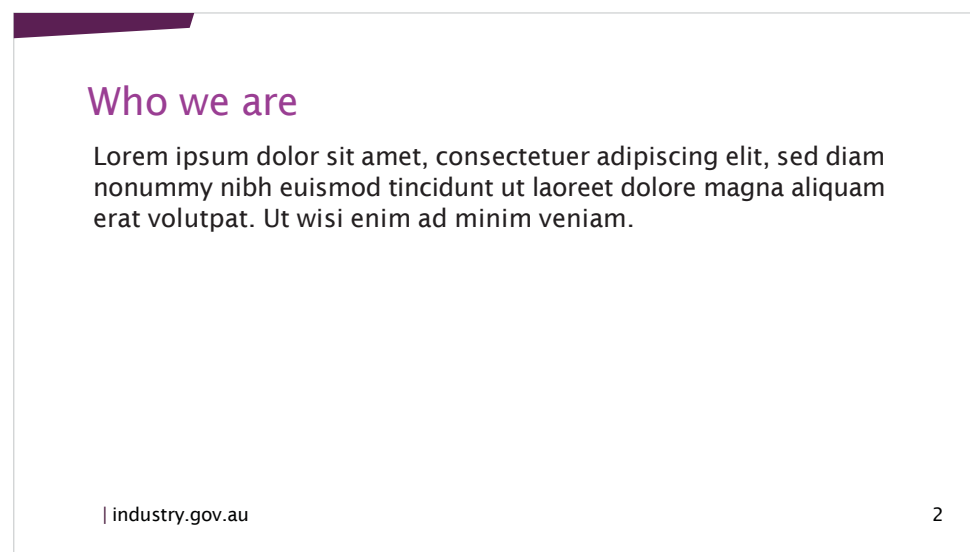 Who we are
Lorem ipsum dolor sit amet, consectetuer adipiscing elit, sed diam
nonummy nibh euismod tincidunt ut laoreet dolore magna aliquam
erat volutpat. Ut wisi enim ad minim veniam.
| industry.gov.au
2